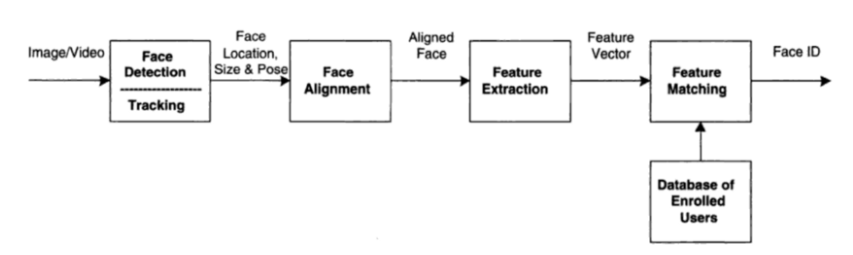 Image/Video
Face
Detection
Tracking
Face
Location,
Size & Pose
Face
Alignment
Aligned
Face
Feature
Extraction
Feature
Vector
Feature
Matching
Face ID
Database of
Enrolled
Users